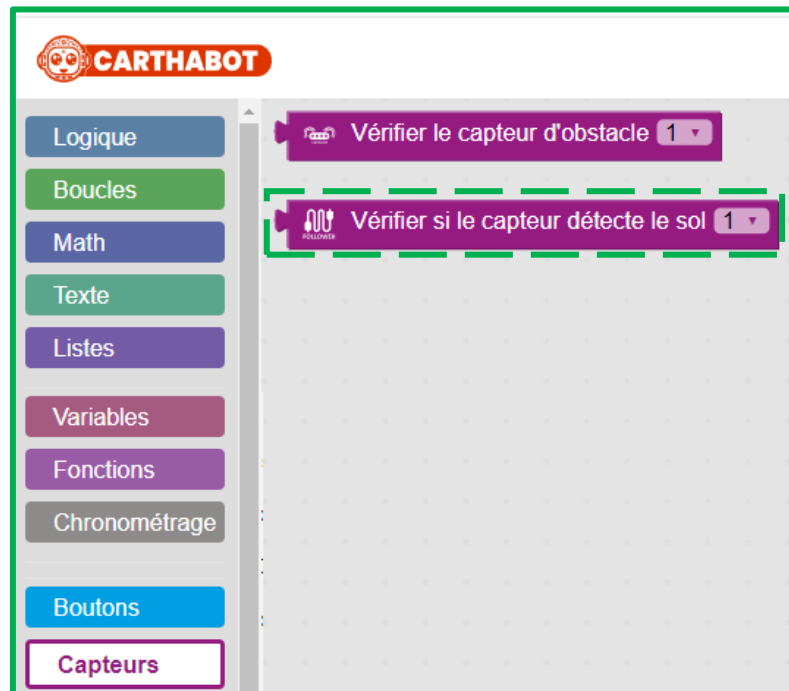 CARTHABOT
Logique
Boucles
Math
Texte
Listes
Variables
Fonctions
Chronométrage
Boutons
Capteurs
Vérifier le capteur d'obstacle 1
FOLLOWER Vérifier si le capteur détecte le sol 1